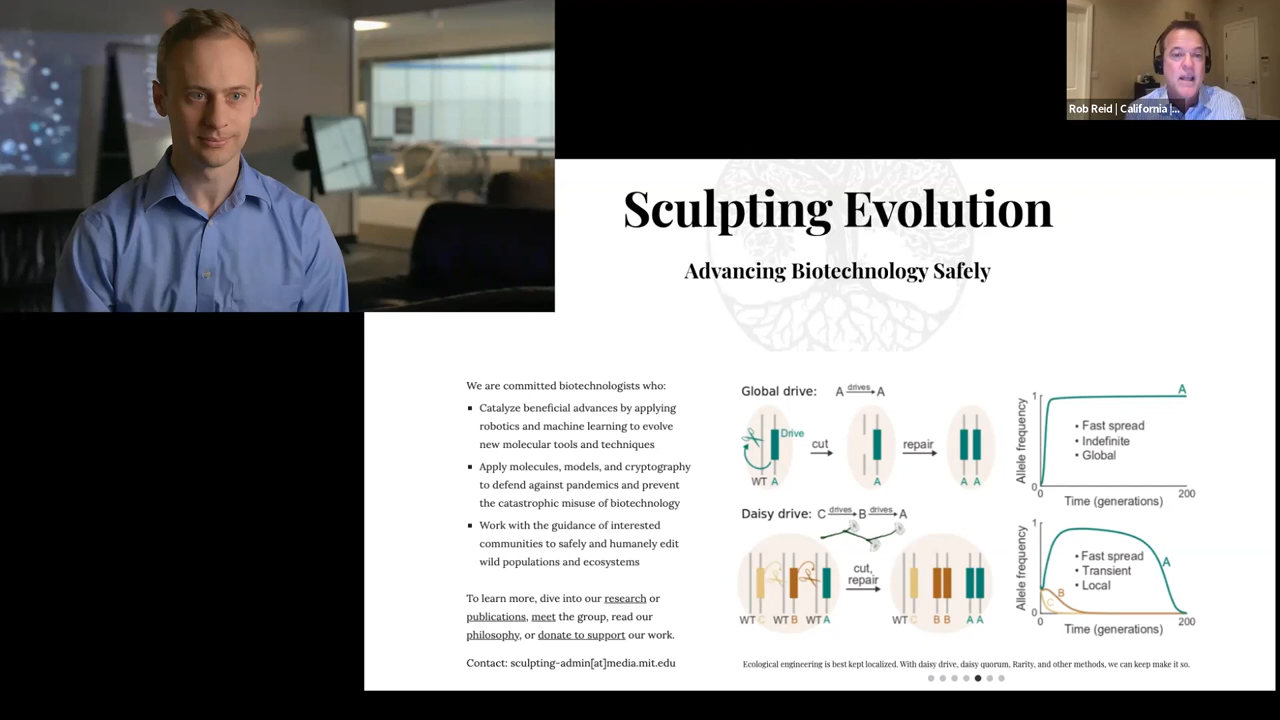 Rob Reid | California |...
Sculpting Evolution
Advancing Biotechnology Safely
We are committed biotechnologists who:
▪ Catalyze beneficial advances by applying
robotics and machine learning to evolve
new molecular tools and techniques
▪ Apply molecules, models, and cryptography
to defend against pandemics and prevent
the catastrophic misuse of biotechnology
▪ Work with the guidance of interested
communities to safely and humanely edit
wild populations and ecosystems
To learn more, dive into our research or
publications, meet the group, read our
philosophy, or donate to support our work.
Contact: sculpting-admin[at]media.mit.edu
Global drive: A drives A
Drive
cut
repair
WT A
A
A A
Allele frequency
1
0
A
• Fast spread
• Indefinite
• Global
0
200
Time (generations)
Daisy drive: C drives B drives A
cut,
repair
WT C WT B WT A
WT C B B A A
Allele frequency
1
0
• Fast spread
• Transient
• Local
A
B
C
0
200
Time (generations)
Ecological engineering is best kept localized. With daisy drive, daisy quorum, Rarity, and other methods, we can keep make it so.